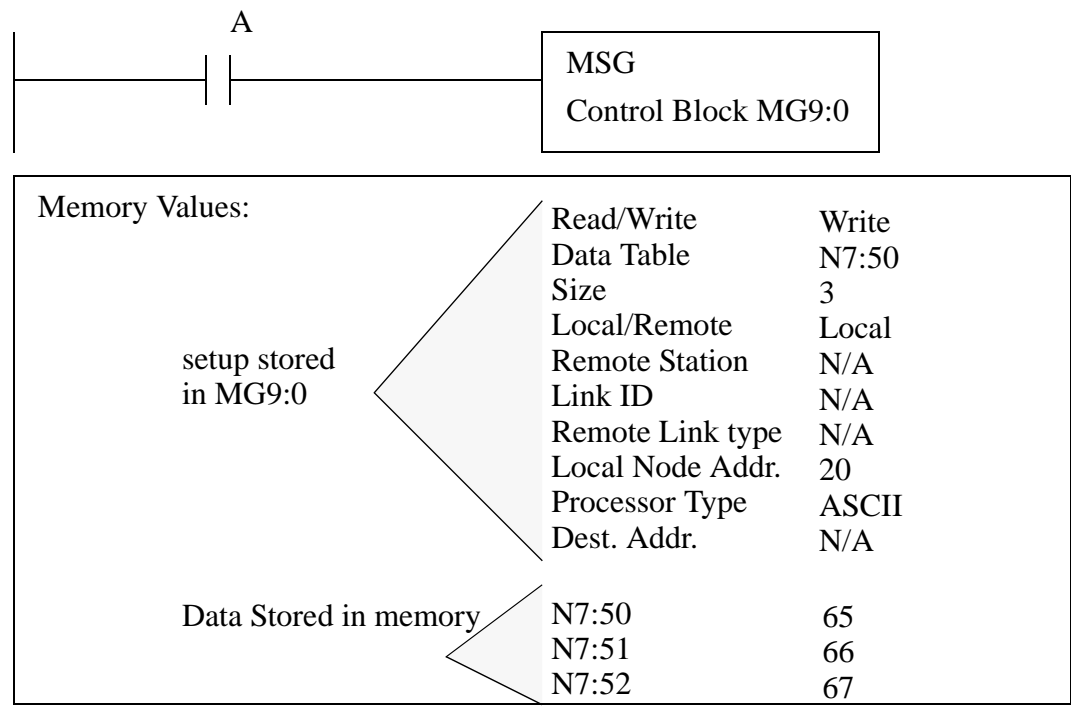 A
MSG
Control Block MG9:0
Memory Values:
setup stored
in MG9:0
Read/Write Write
Data Table N7:50
Size 3
Local/Remote Local
Remote Station N/A
Link ID N/A
Remote Link type N/A
Local Node Addr. 20
Processor Type ASCII
Dest. Addr. N/A
Data Stored in memory
N7:50 65
N7:51 66
N7:52 67